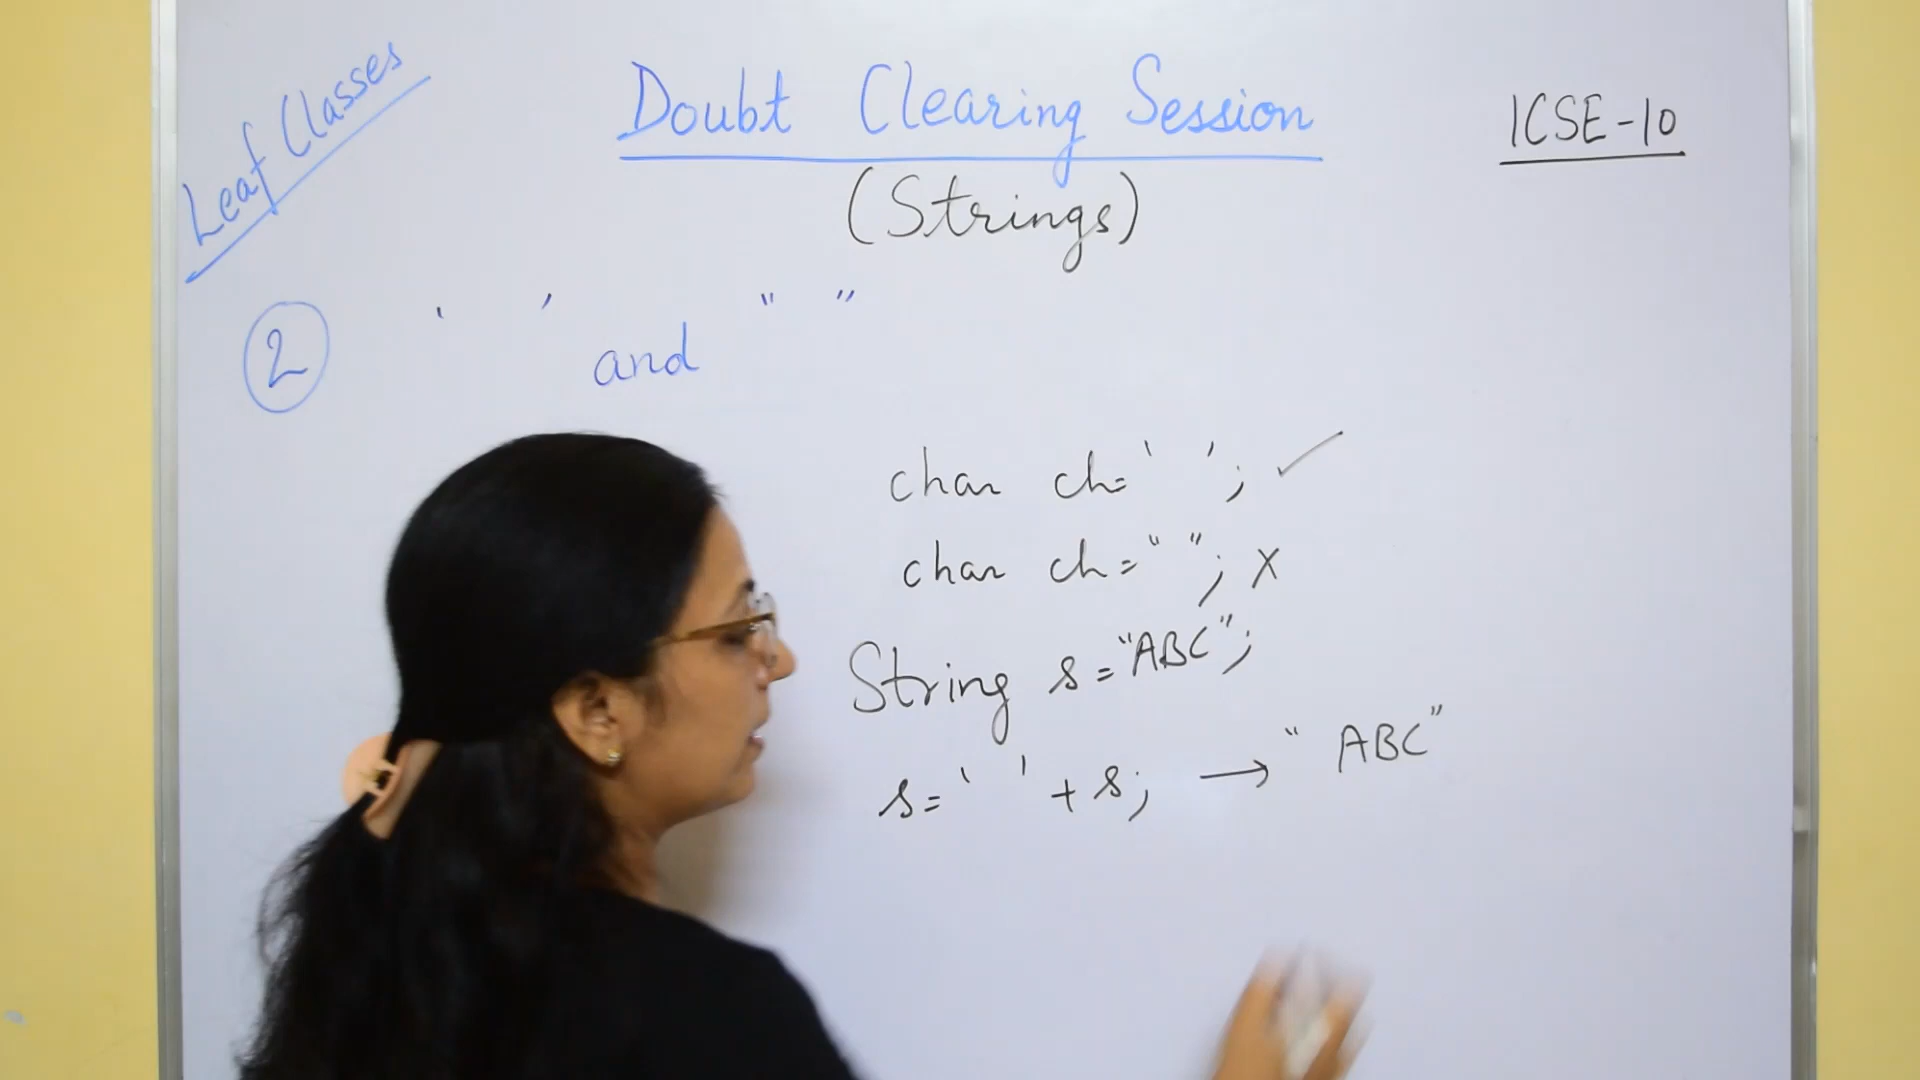 Leaf Classes
Doubt Clearing Session
ICSE-10
(Strings)
2 ' ' and " "
char ch=' '; ✓
char ch=" "; x
String s="ABC";
s=' '+s; → " ABC"